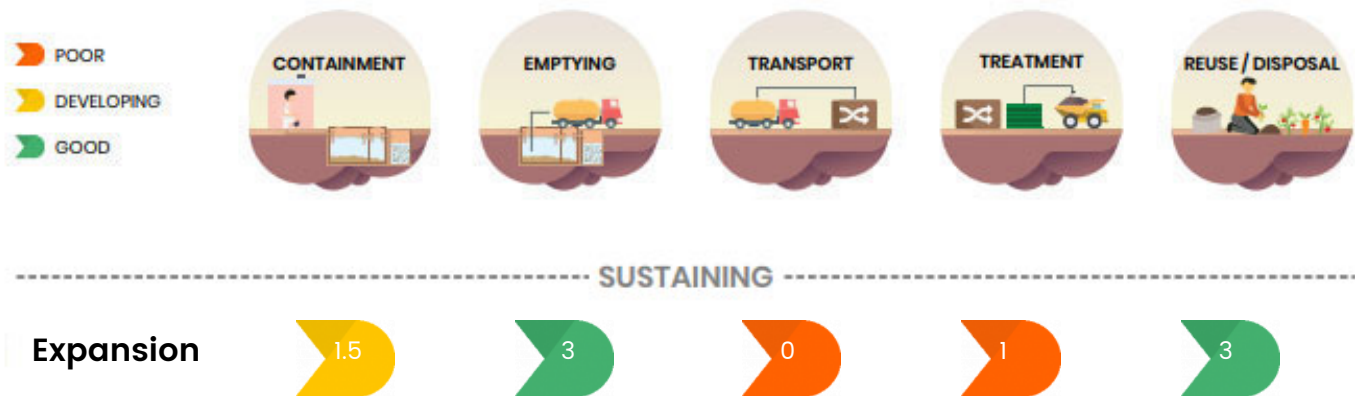 POOR
DEVELOPING
GOOD
CONTAINMENT
EMPTYING
TRANSPORT
TREATMENT
REUSE / DISPOSAL
SUSTAINING
Expansion 1.5 3 0 1 3